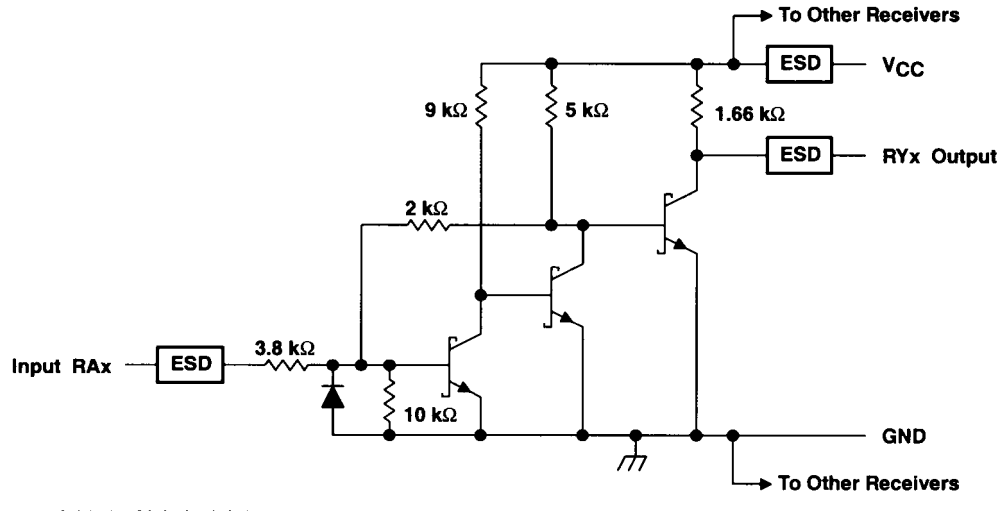 To Other Receivers
ESD
VCC
9 kΩ
5 kΩ
1.66 kΩ
ESD
RYx Output
2 kΩ
Input RAx
ESD
3.8 kΩ
10 kΩ
GND
To Other Receivers